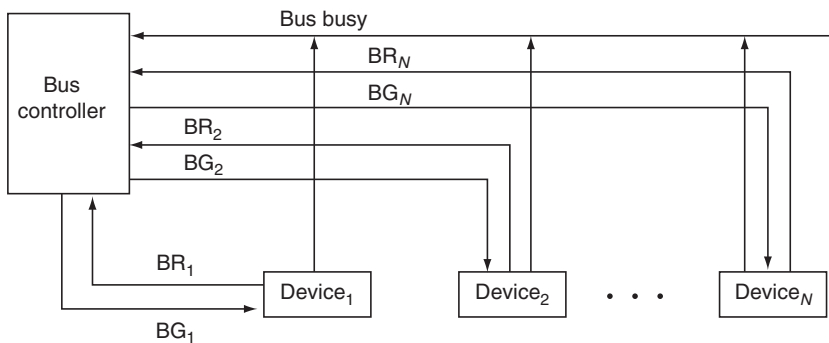 Bus busy
Bus
controller
BR_N
BG_N
BR_2
BG_2
BR_1
BG_1
Device_1
Device_2
. . .
Device_N